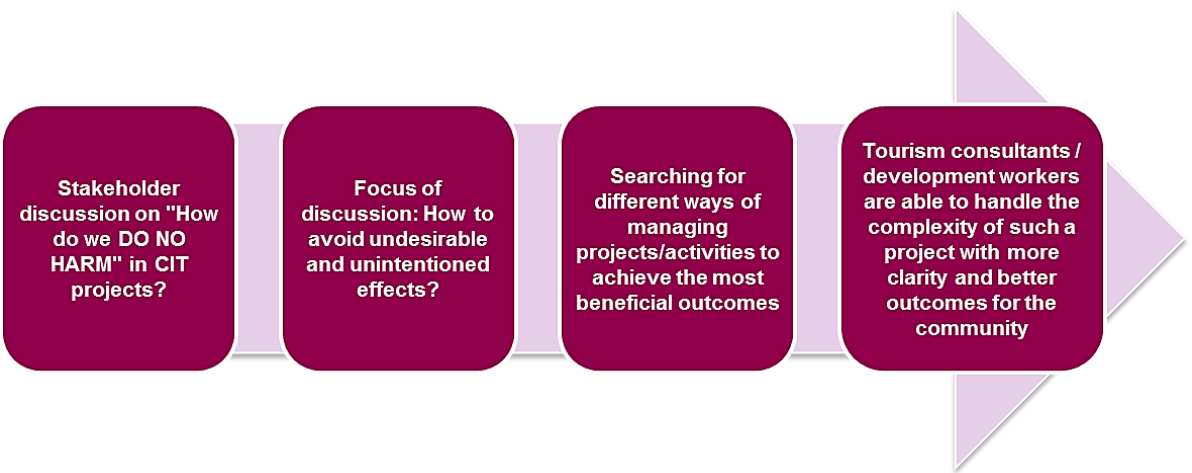 Stakeholder
discussion on "How
do we DO NO
HARM" in CIT
projects?
Focus of
discussion: How to
avoid undesirable
and unintentioned
effects?
Searching for
different ways of
managing
projects/activities to
achieve the most
beneficial outcomes
Tourism consultants /
development workers
are able to handle the
complexity of such a
project with more
clarity and better
outcomes for the
community